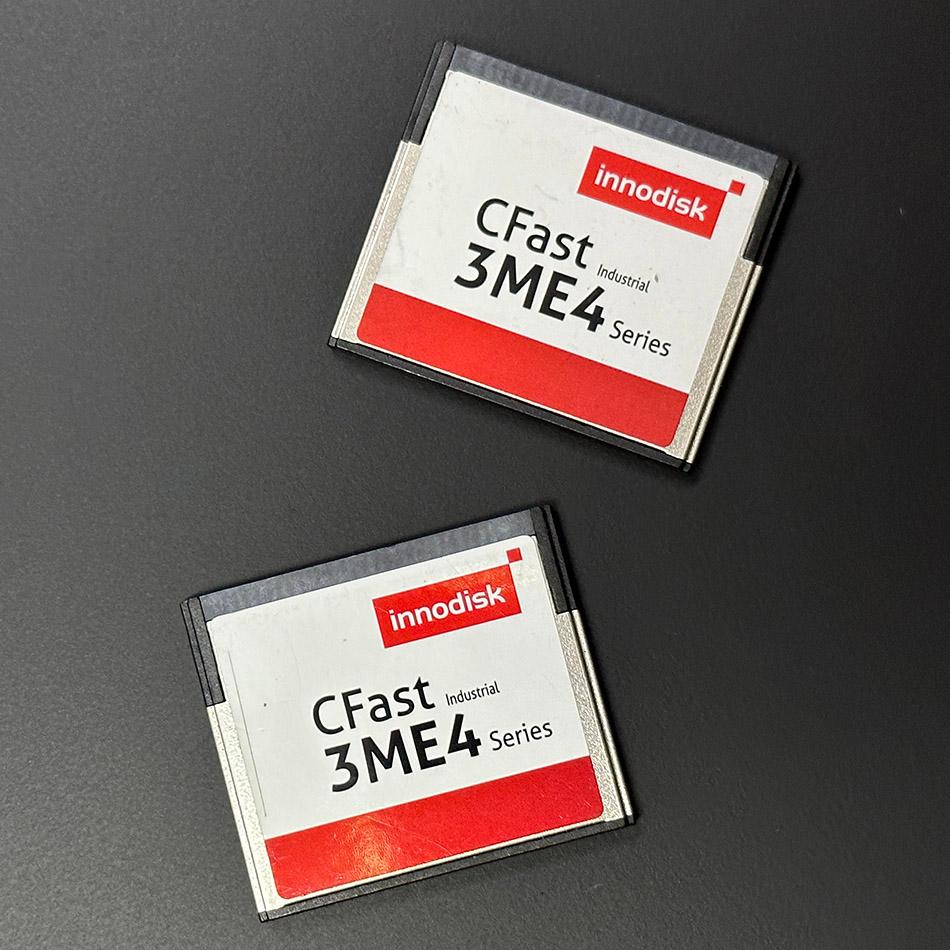 innodisk
CFast Industrial
3ME4 Series
innodisk
CFast Industrial
3ME4 Series